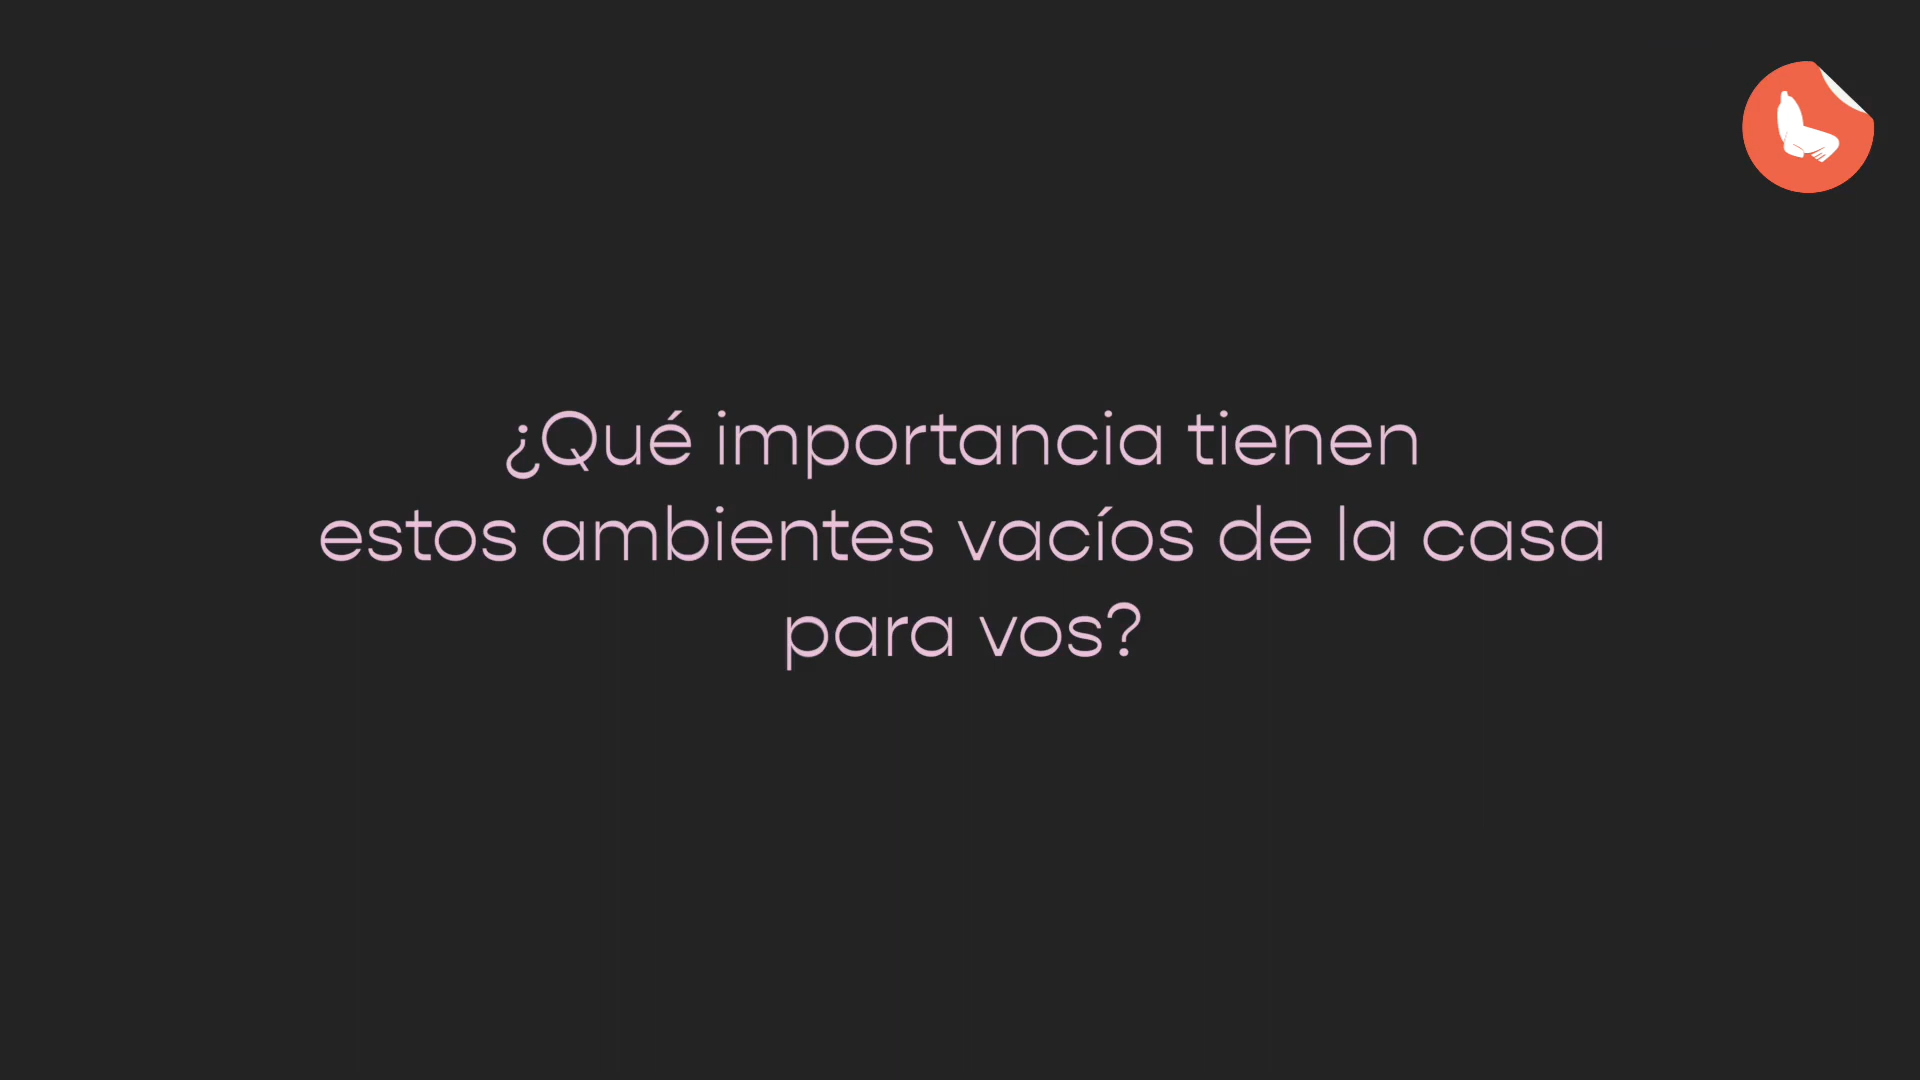 ¿Qué importancia tienen
estos ambientes vacíos de la casa
para vos?